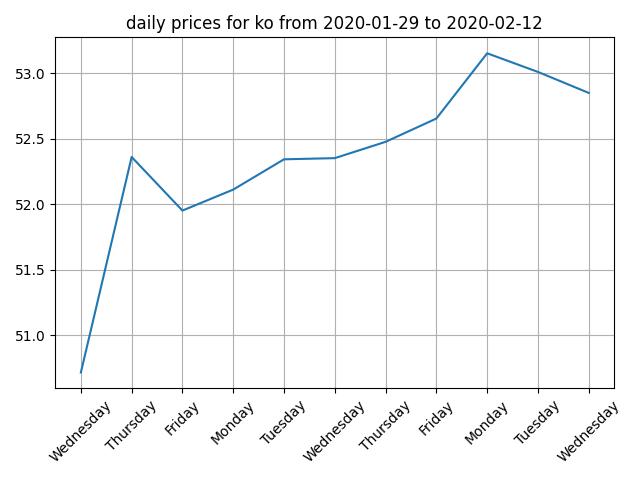 daily prices for ko from 2020-01-29 to 2020-02-12
53.0
52.5
52.0
51.5
51.0
Wednesday
Thursday
Friday
Monday
Tuesday
Wednesday
Thursday
Friday
Monday
Tuesday
Wednesday